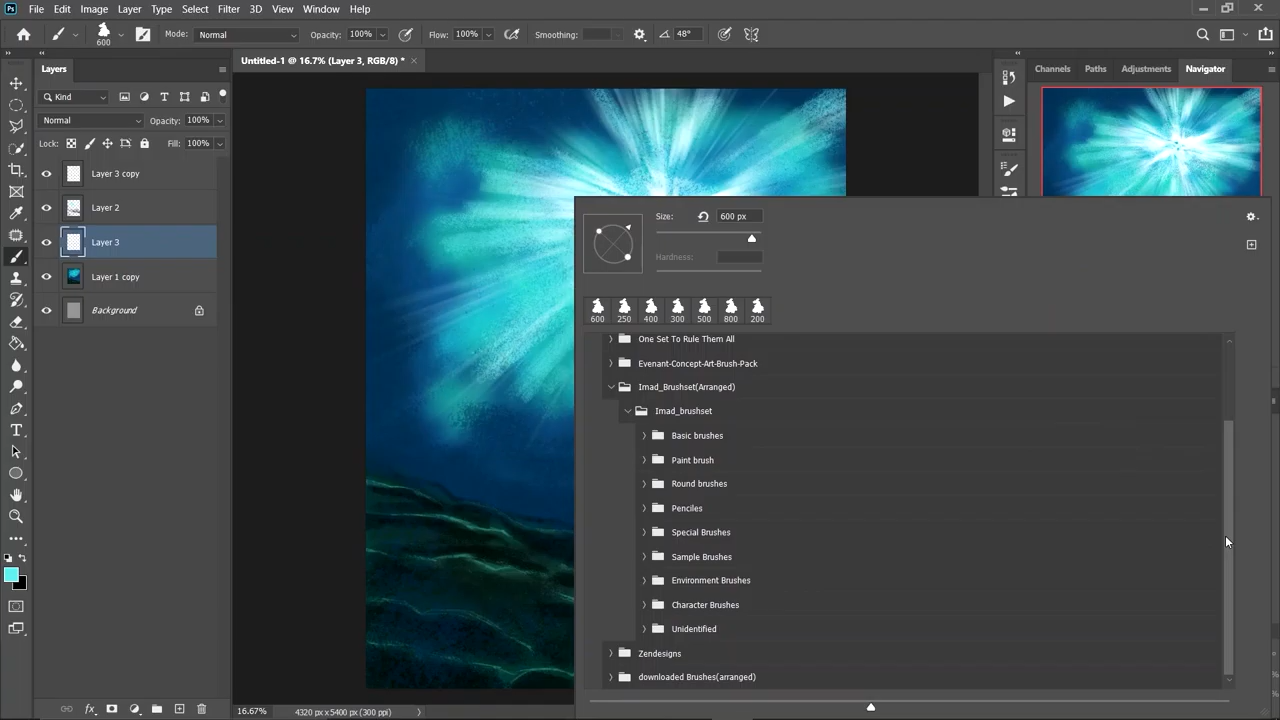 Ps File Edit Image Layer Type Select Filter 3D View Window Help
600 Mode: Normal Opacity: 100% Flow: 100% Smoothing: 48°
Layers
Untitled-1 @ 16.7% (Layer 3, RGB/8) *
Channels Paths Adjustments Navigator
Kind
Normal Opacity: 100%
Lock: Fill: 100%
Layer 3 copy
Layer 2
Layer 3
Layer 1 copy
Background
Size: 600 px
Hardness:
600 250 400 300 500 800 200
One Set To Rule Them All
Evenant-Concept-Art-Brush-Pack
Imad_Brushset(Arranged)
Imad_brushset
Basic brushes
Paint brush
Round brushes
Penciles
Special Brushes
Sample Brushes
Environment Brushes
Character Brushes
Unidentified
Zendesigns
downloaded Brushes(arranged)
fx
16.67% 4320 px x 5400 px (300 ppi)